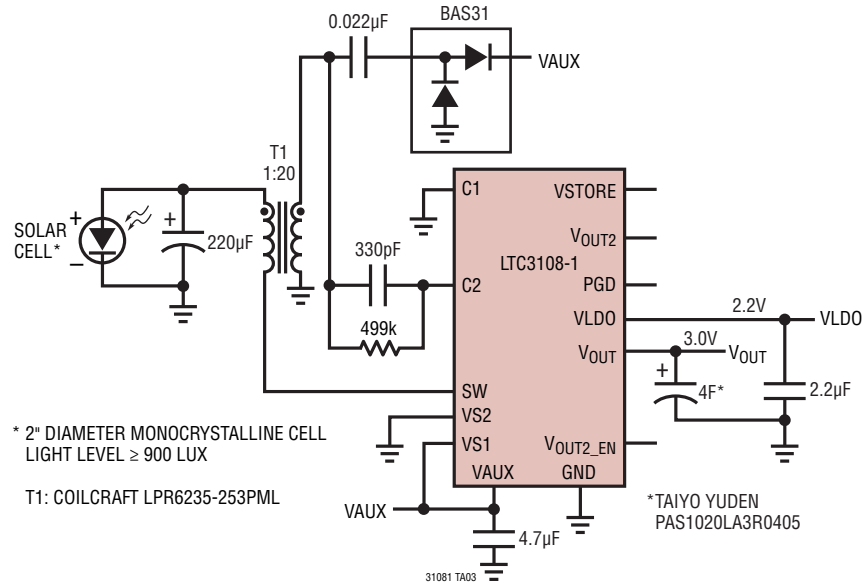 0.022µF
BAS31
VAUX
T1
1:20
+
SOLAR
CELL*
–
+
220µF
330pF
499k
C1
C2
SW
VS2
VS1
VAUX
GND
LTC3108-1
VSTORE
VOUT2
PGD
VLDO
VOUT
VOUT2_EN
2.2V
VLDO
3.0V
VOUT
+
4F*
2.2µF
* 2" DIAMETER MONOCRYSTALLINE CELL
LIGHT LEVEL ≥ 900 LUX
T1: COILCRAFT LPR6235-253PML
VAUX
4.7µF
*TAIYO YUDEN
PAS1020LA3R0405
31081 TA03